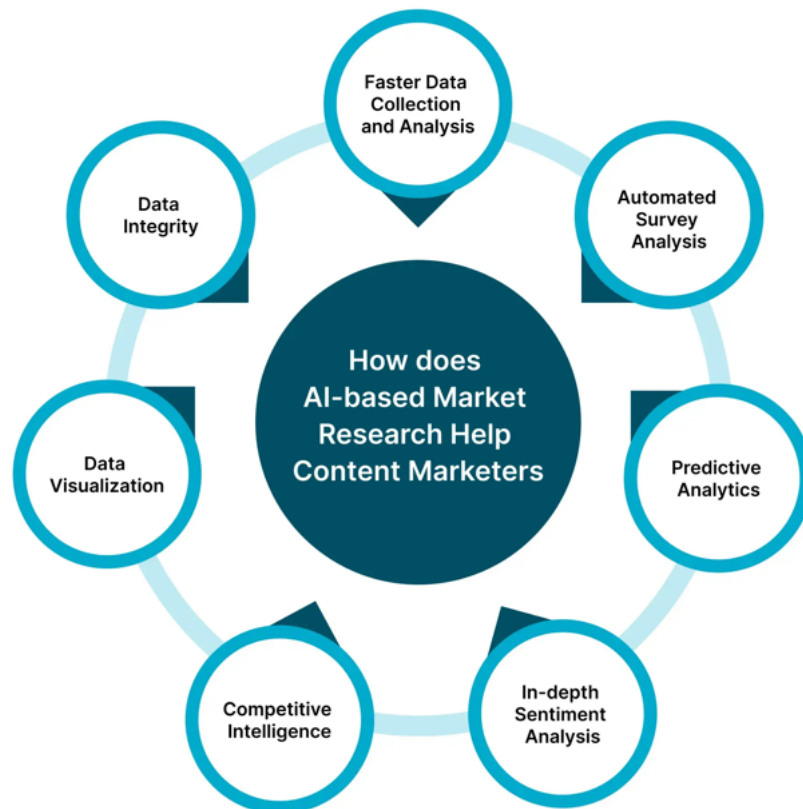 Faster Data
Collection
and Analysis
Automated
Survey
Analysis
Predictive
Analytics
In-depth
Sentiment
Analysis
Competitive
Intelligence
Data
Visualization
Data
Integrity
How does
AI-based Market
Research Help
Content Marketers